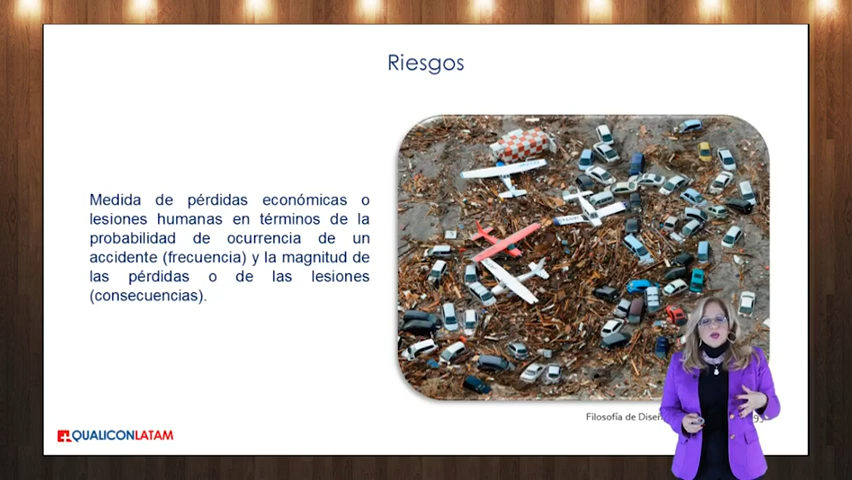 Riesgos
Medida de pérdidas económicas o
lesiones humanas en términos de la
probabilidad de ocurrencia de un
accidente (frecuencia) y la magnitud de
las pérdidas o de las lesiones
(consecuencias).
Filosofía de
QUALICONLATAM